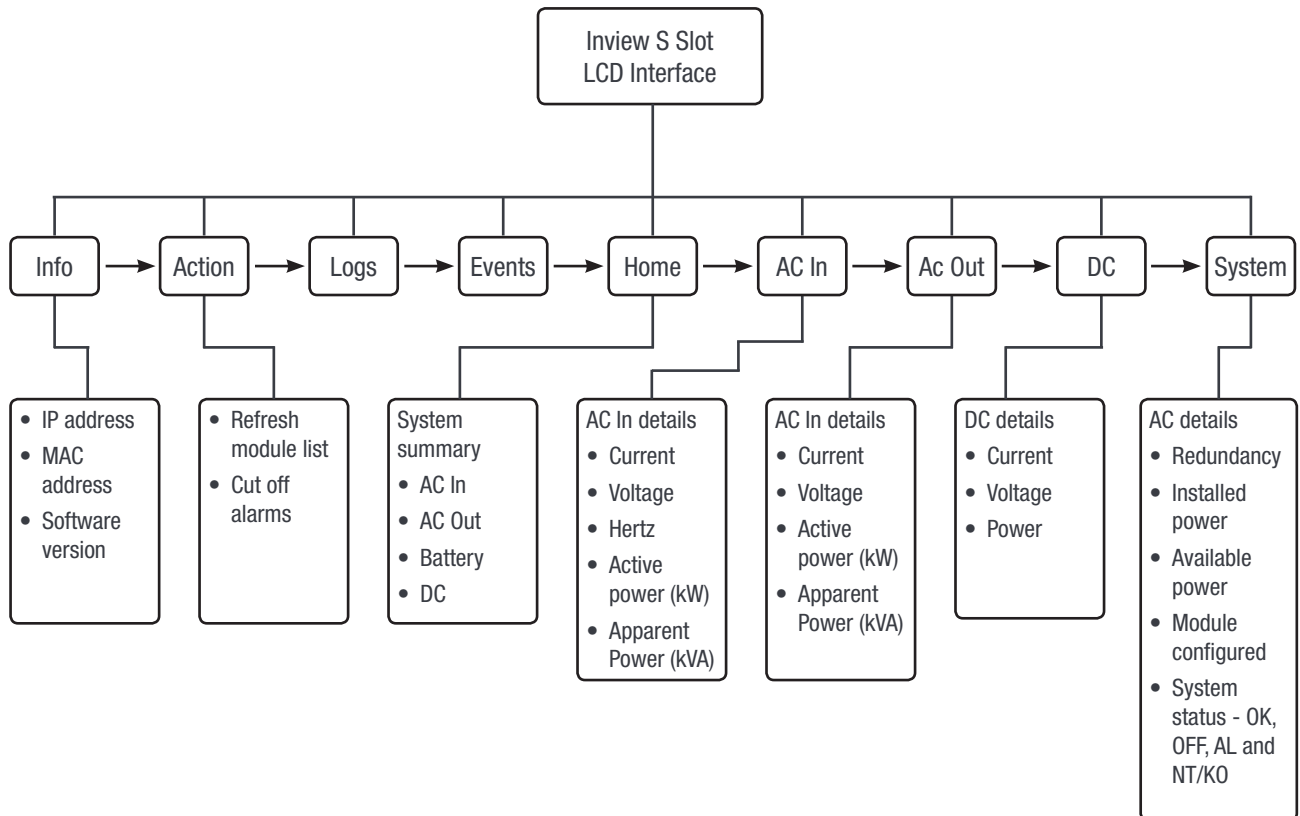 Inview S Slot
LCD Interface
Info
Action
Logs
Events
Home
AC In
Ac Out
DC
System
• IP address
• MAC
address
• Software
version
• Refresh
module list
• Cut off
alarms
System
summary
• AC In
• AC Out
• Battery
• DC
AC In details
• Current
• Voltage
• Hertz
• Active
power (kW)
• Apparent
Power (kVA)
AC In details
• Current
• Voltage
• Active
power (kW)
• Apparent
Power (kVA)
DC details
• Current
• Voltage
• Power
AC details
• Redundancy
• Installed
power
• Available
power
• Module
configured
• System
status - OK,
OFF, AL and
NT/KO